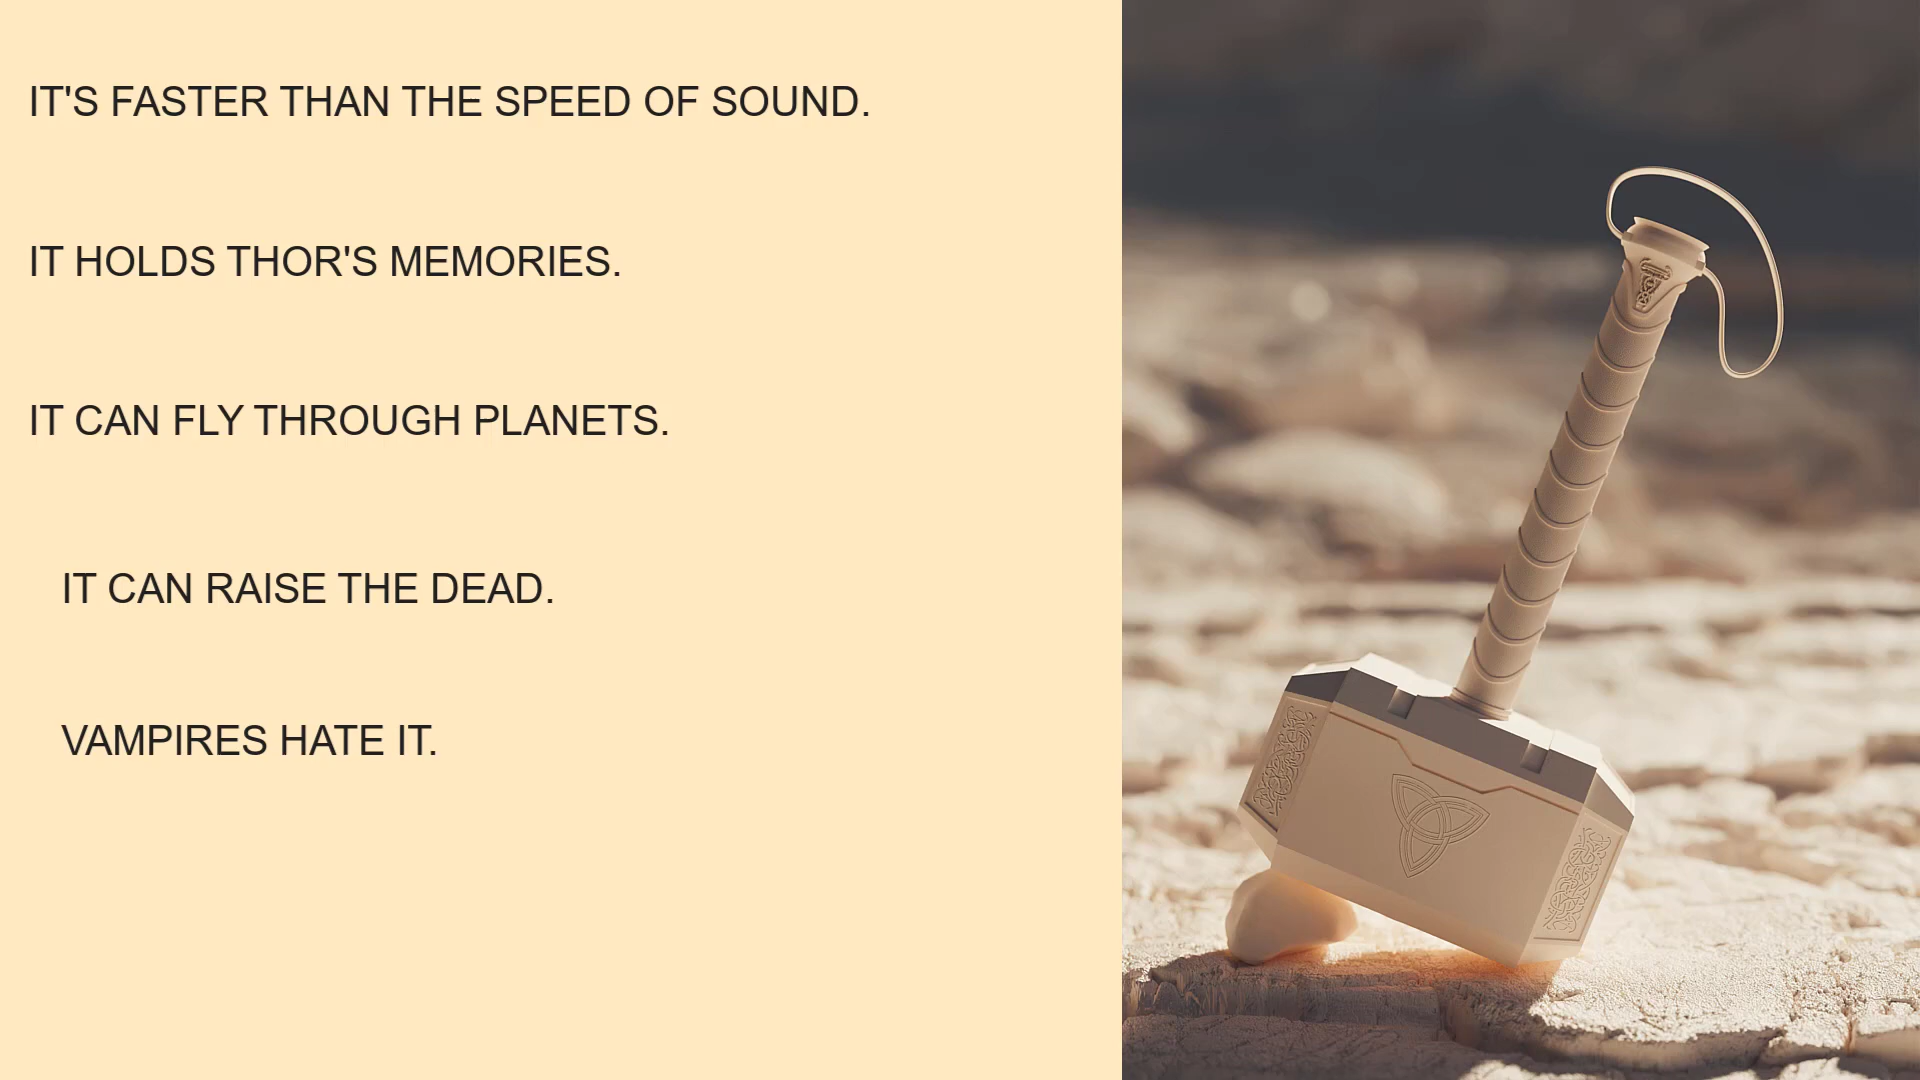 IT'S FASTER THAN THE SPEED OF SOUND.
IT HOLDS THOR'S MEMORIES.
IT CAN FLY THROUGH PLANETS.
IT CAN RAISE THE DEAD.
VAMPIRES HATE IT.